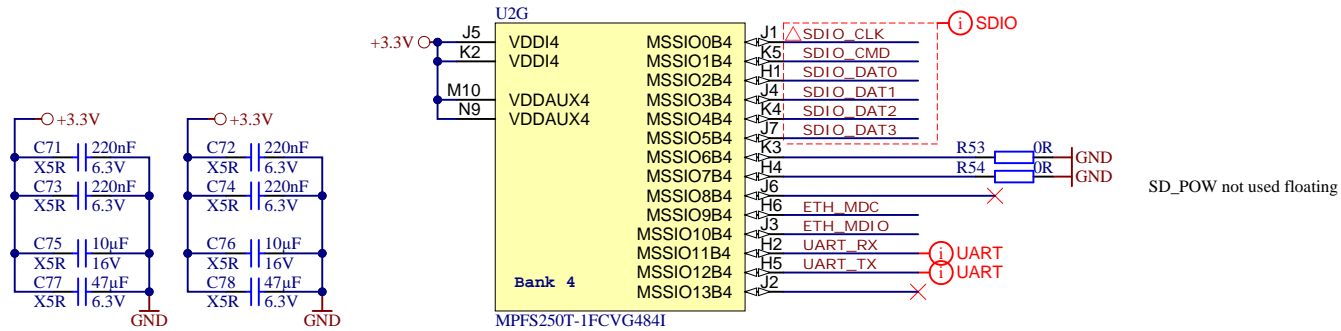 U2G
+3.3V
J5 VDDI4
K2 VDDI4
M10 VDDAUX4
N9 VDDAUX4
MSSIO0B4 J1 SDIO_CLK
MSSIO1B4 K5 SDIO_CMD
MSSIO2B4 H1 SDIO_DAT0
MSSIO3B4 J4 SDIO_DAT1
MSSIO4B4 K4 SDIO_DAT2
MSSIO5B4 J7 SDIO_DAT3
MSSIO6B4 K3 R53 0R GND
MSSIO7B4 H4 R54 0R GND
MSSIO8B4 J6
MSSIO9B4 H6 ETH_MDC
MSSIO10B4 J3 ETH_MDIO
MSSIO11B4 H2 UART_RX i UART
MSSIO12B4 H5 UART_TX i UART
MSSIO13B4 J2
Bank 4
MPFS250T-1FCVG484I
i SDIO
SD_POW not used floating
+3.3V
C71 220nF
X5R 6.3V
C73 220nF
X5R 6.3V
C75 10µF
X5R 16V
C77 47µF
X5R 6.3V
GND
+3.3V
C72 220nF
X5R 6.3V
C74 220nF
X5R 6.3V
C76 10µF
X5R 16V
C78 47µF
X5R 6.3V
GND